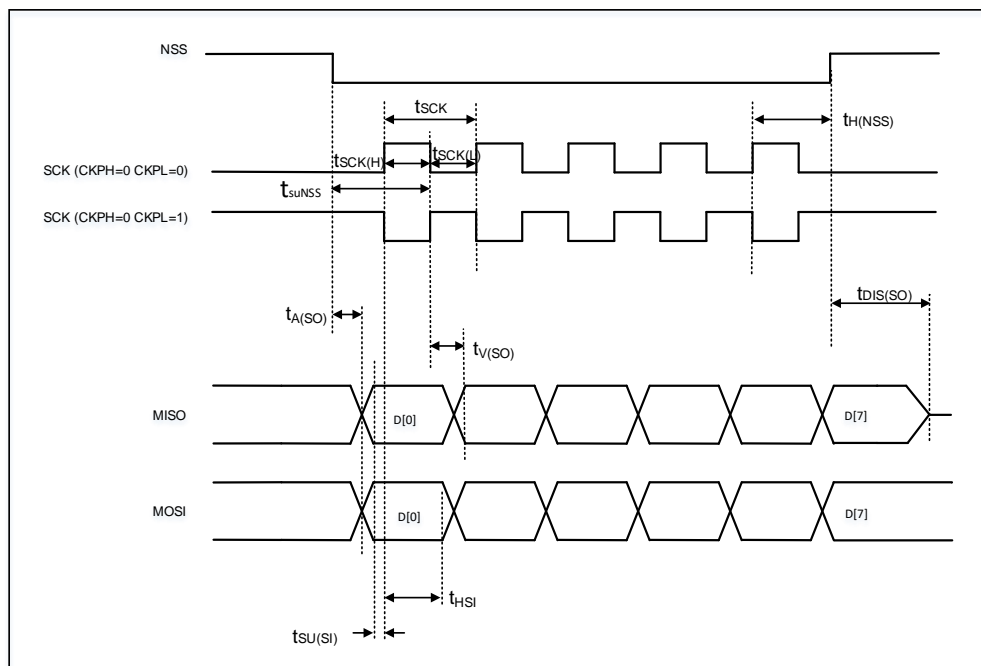 NSS
tSCK
tH(NSS)
tSCK(H)
tSCK(L)
SCK (CKPH=0 CKPL=0)
tsuNSS
SCK (CKPH=0 CKPL=1)
tDIS(SO)
tA(SO)
tV(SO)
MISO
D[0]
D[7]
MOSI
D[0]
D[7]
tHSI
tSU(SI)